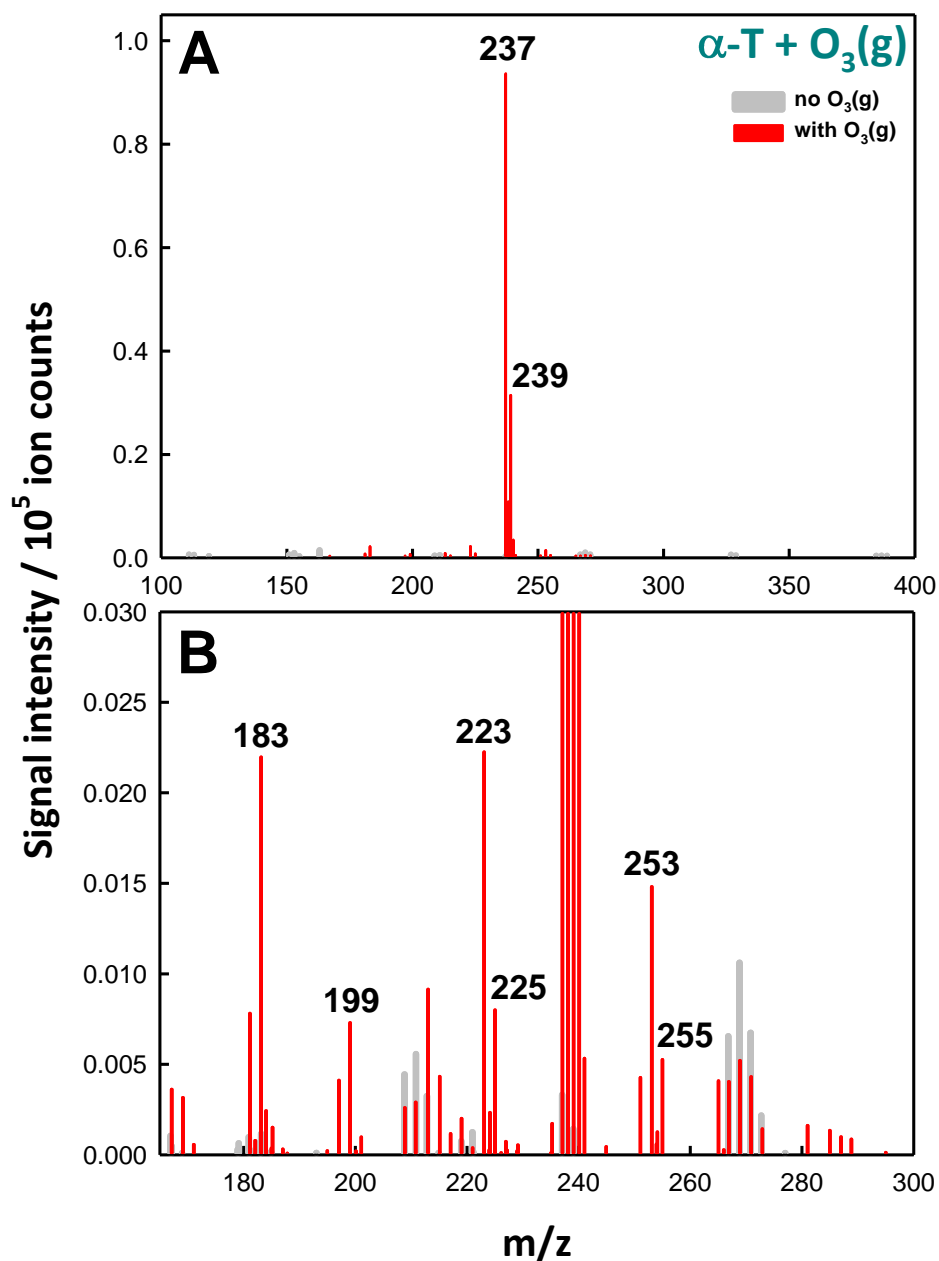 A
α-T + O₃(g)
no O₃(g)
with O₃(g)
237
239
1.0
0.8
0.6
0.4
0.2
0.0
100 150 200 250 300 350 400
Signal intensity / 10⁵ ion counts
B
183
199
223
225
253
255
0.030
0.025
0.020
0.015
0.010
0.005
0.000
180 200 220 240 260 280 300
m/z